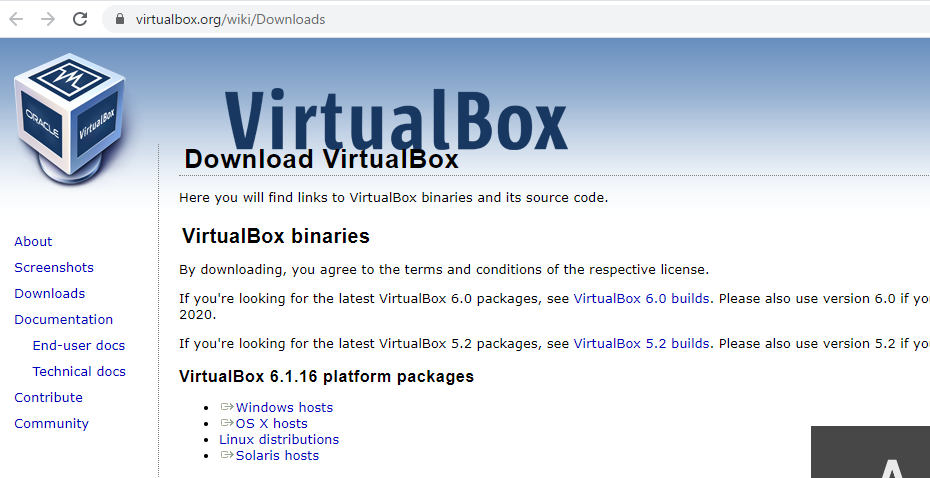 virtualbox.org/wiki/Downloads
ORACLE
VirtualBox
VirtualBox
Download VirtualBox
Here you will find links to VirtualBox binaries and its source code.
About
Screenshots
Downloads
Documentation
End-user docs
Technical docs
Contribute
Community
VirtualBox binaries
By downloading, you agree to the terms and conditions of the respective license.
If you're looking for the latest VirtualBox 6.0 packages, see VirtualBox 6.0 builds. Please also use version 6.0 if
2020.
If you're looking for the latest VirtualBox 5.2 packages, see VirtualBox 5.2 builds. Please also use version 5.2 if
VirtualBox 6.1.16 platform packages
Windows hosts
OS X hosts
Linux distributions
Solaris hosts